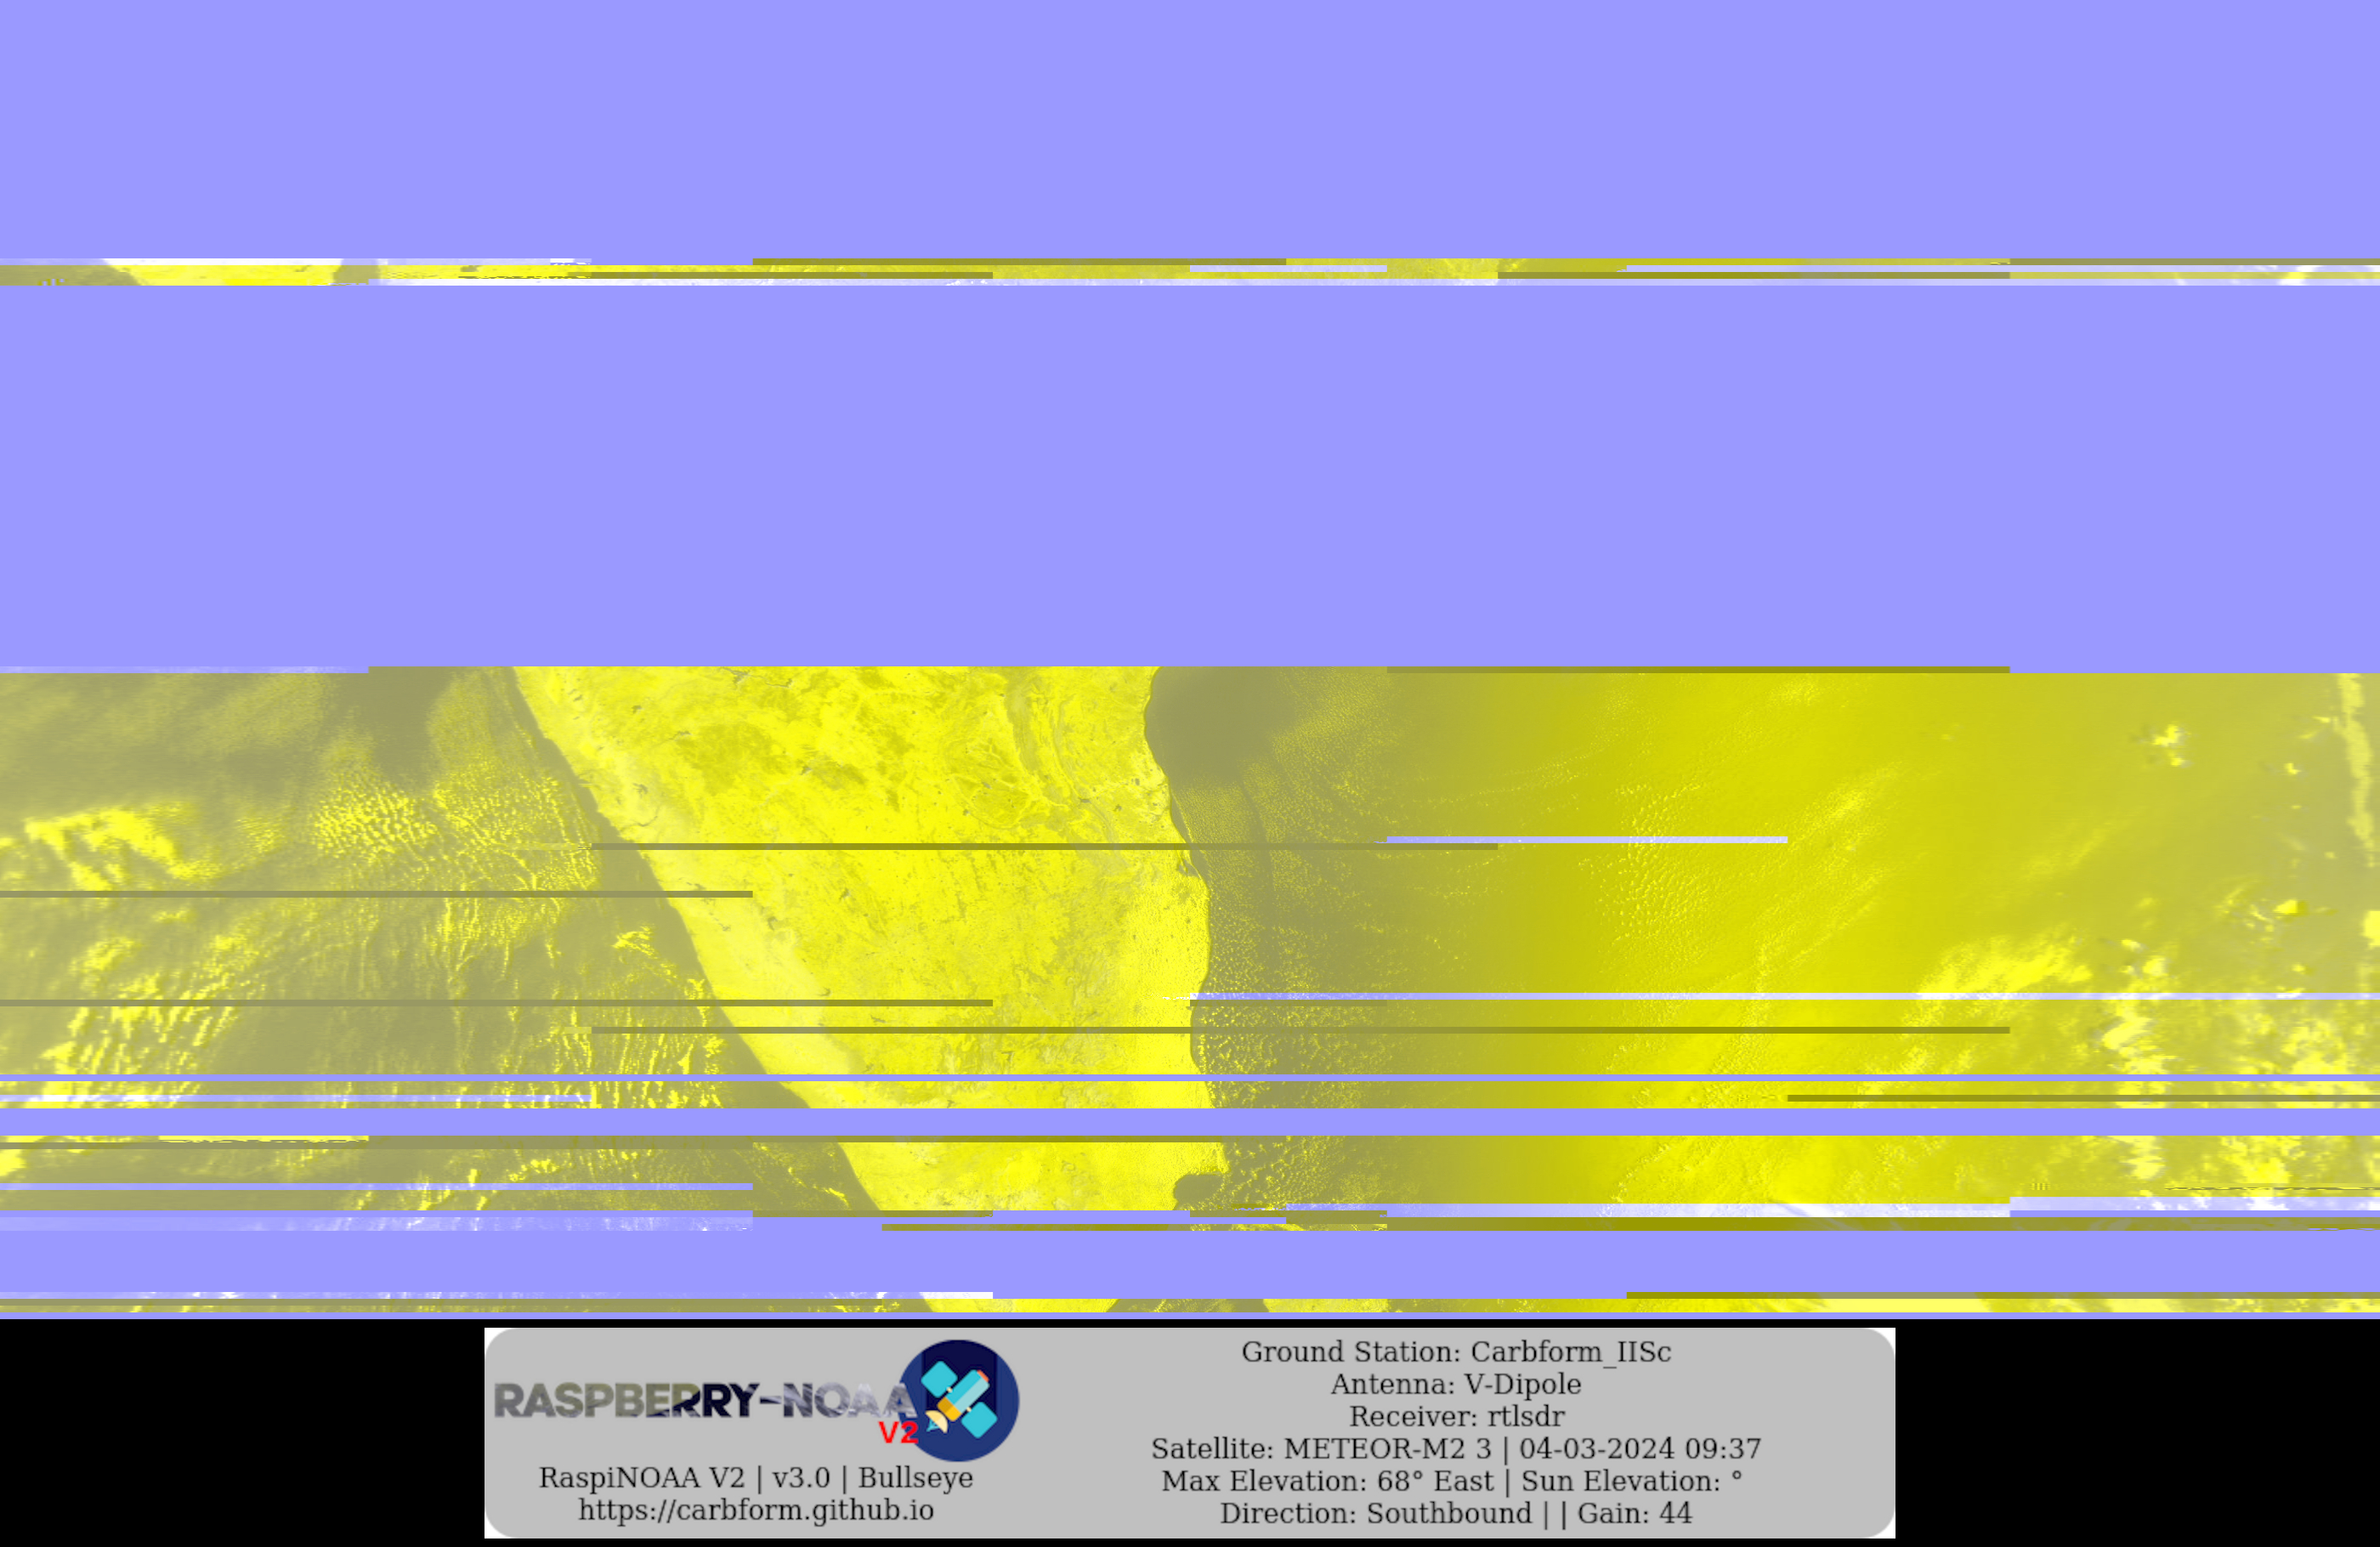 RASPBERRY-NOAA
V2
RaspiNOAA V2 | v3.0 | Bullseye
https://carbform.github.io
Ground Station: Carbform_IISc
Antenna: V-Dipole
Receiver: rtlsdr
Satellite: METEOR-M2 3 | 04-03-2024 09:37
Max Elevation: 68° East | Sun Elevation: °
Direction: Southbound | | Gain: 44